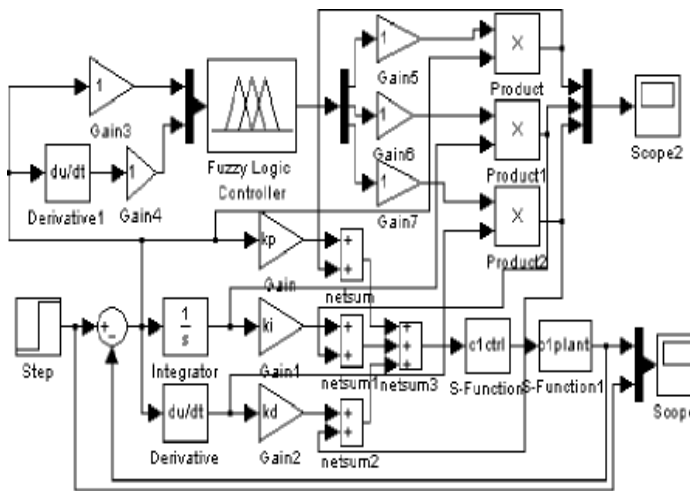 1
Gain5
X
Product
1
Gain3
Fuzzy Logic
Controller
1
Gain6
X
Product1
Scope2
du/dt
Derivative1
1
Gain4
1
Gain7
X
Product2
kp
Gain
+
+
netsum
Step
+
-
1
s
Integrator
ki
Gain1
+
+
netsum1
+
+
+
netsum3
c1ctrl
S-Function
c1plant
S-Function1
Scope
du/dt
Derivative
kd
Gain2
+
+
netsum2